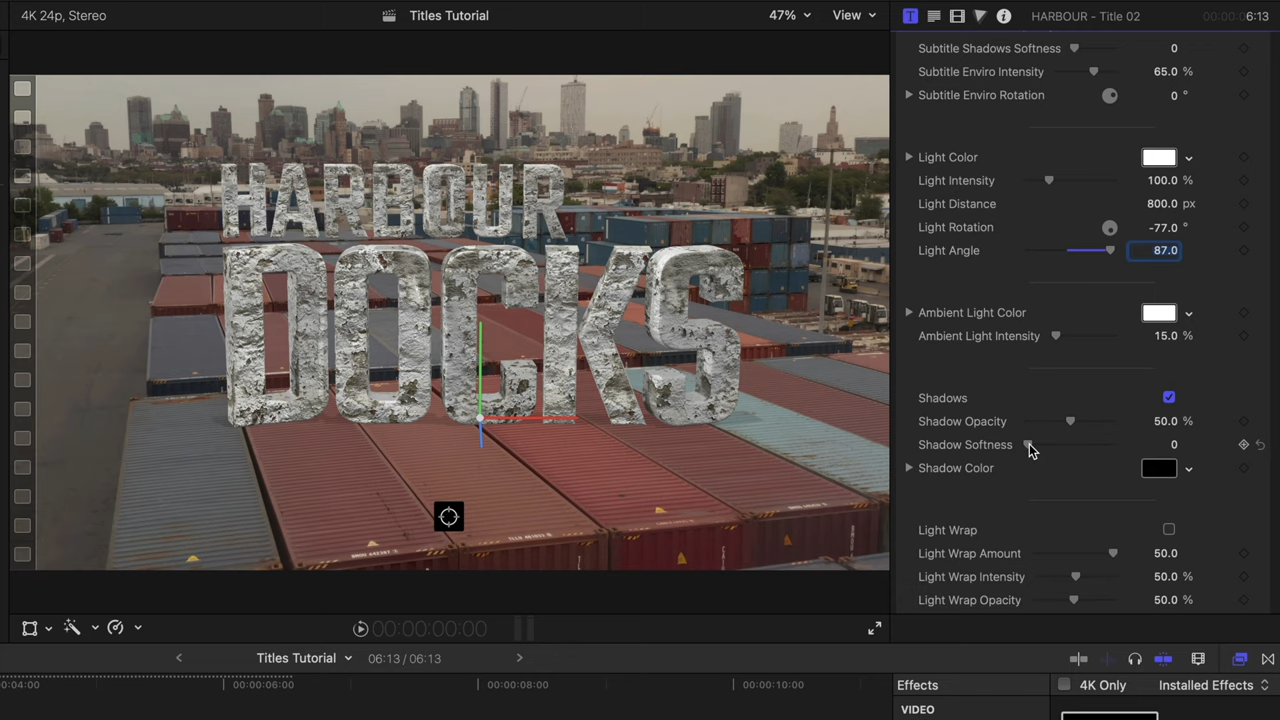 4K 24p, Stereo
Titles Tutorial
47%
View
HARBOUR - Title 02
00:00:06:13
Subtitle Shadows Softness 0
Subtitle Enviro Intensity 65.0 %
Subtitle Enviro Rotation 0 °
Light Color
Light Intensity 100.0 %
Light Distance 800.0 px
Light Rotation -77.0 °
Light Angle 87.0
Ambient Light Color
Ambient Light Intensity 15.0 %
Shadows
Shadow Opacity 50.0 %
Shadow Softness 0
Shadow Color
Light Wrap
Light Wrap Amount 50.0
Light Wrap Intensity 50.0 %
Light Wrap Opacity 50.0 %
HARBOUR
DOCKS
00:00:00:00
Titles Tutorial
06:13 / 06:13
0:04:00
00:00:06:00
00:00:08:00
00:00:10:00
Effects
4K Only
Installed Effects
VIDEO